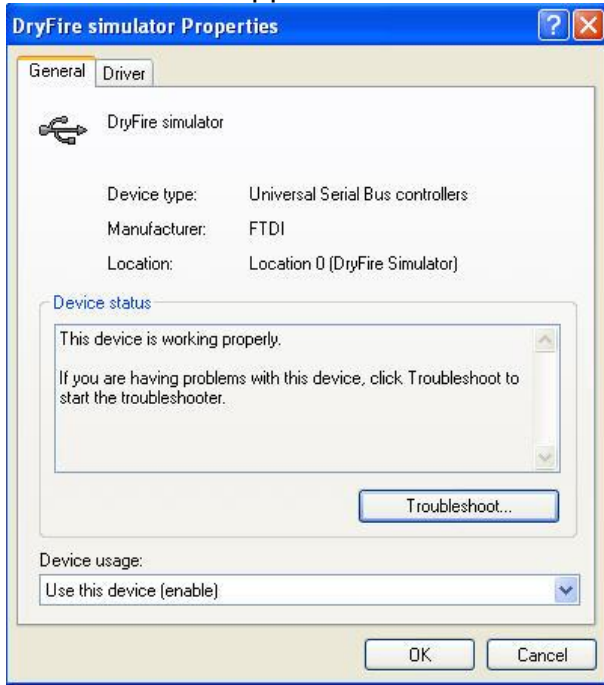 DryFire simulator Properties
General Driver
DryFire simulator
Device type: Universal Serial Bus controllers
Manufacturer: FTDI
Location: Location 0 (DryFire Simulator)
Device status
This device is working properly.
If you are having problems with this device, click Troubleshoot to
start the troubleshooter.
Troubleshoot...
Device usage:
Use this device (enable)
OK Cancel